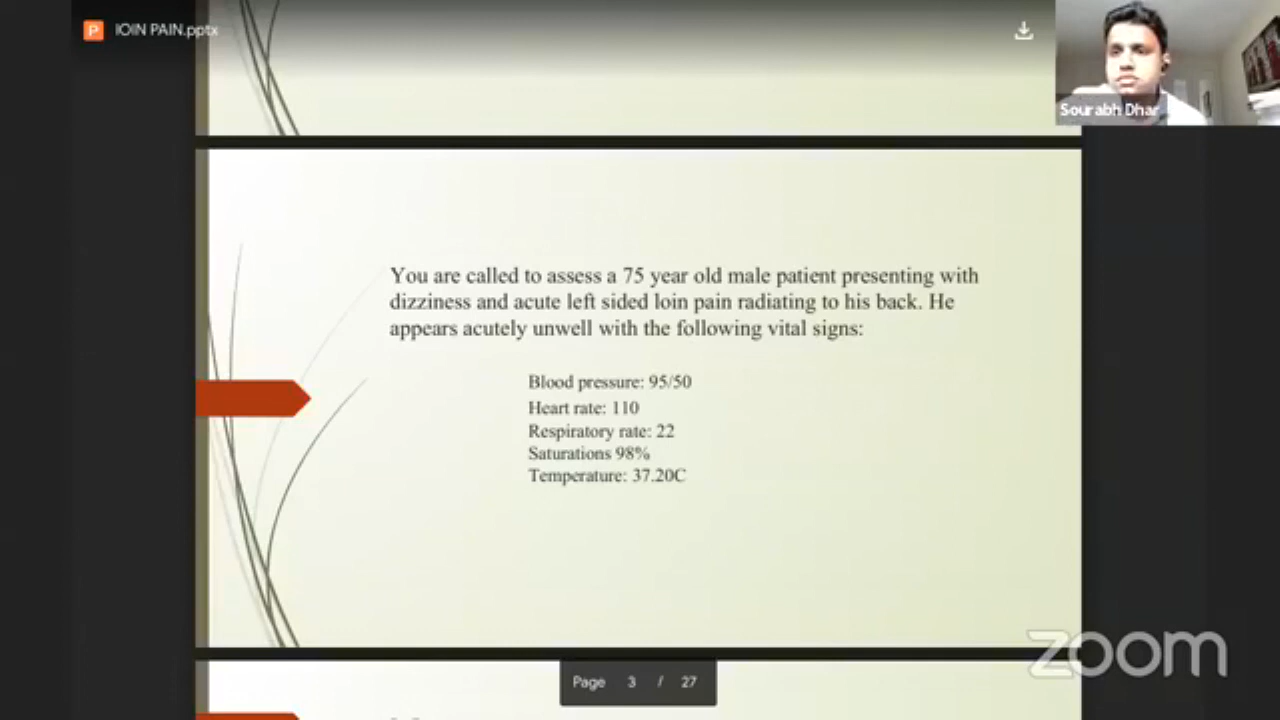 IOIN PAIN.pptx
Sourabh Dhar
You are called to assess a 75 year old male patient presenting with
dizziness and acute left sided loin pain radiating to his back. He
appears acutely unwell with the following vital signs:
Blood pressure: 95/50
Heart rate: 110
Respiratory rate: 22
Saturations 98%
Temperature: 37.20C
zoom
Page 3 / 27